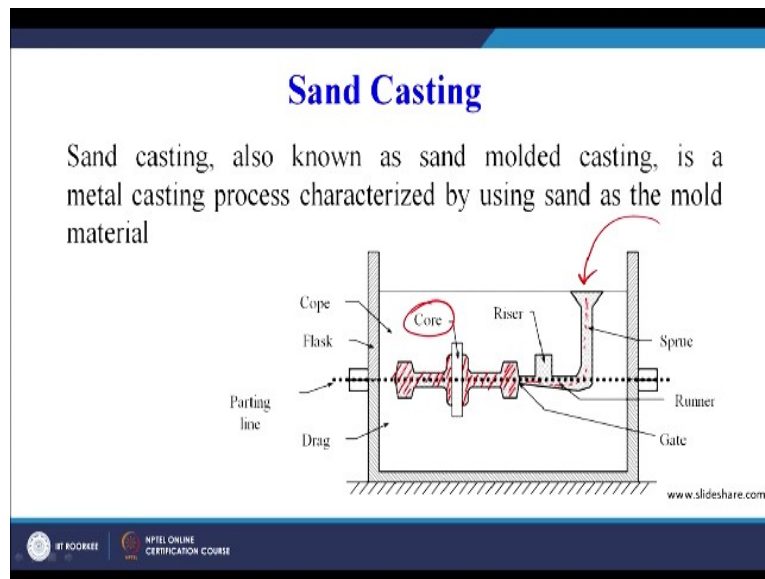 Sand Casting
Sand casting, also known as sand molded casting, is a
metal casting process characterized by using sand as the mold
material
Cope
Core
Riser
Flask
Sprue
Parting
line
Runner
Drag
Gate
www.slideshare.com
IIT ROORKEE
NPTEL ONLINE
CERTIFICATION COURSE